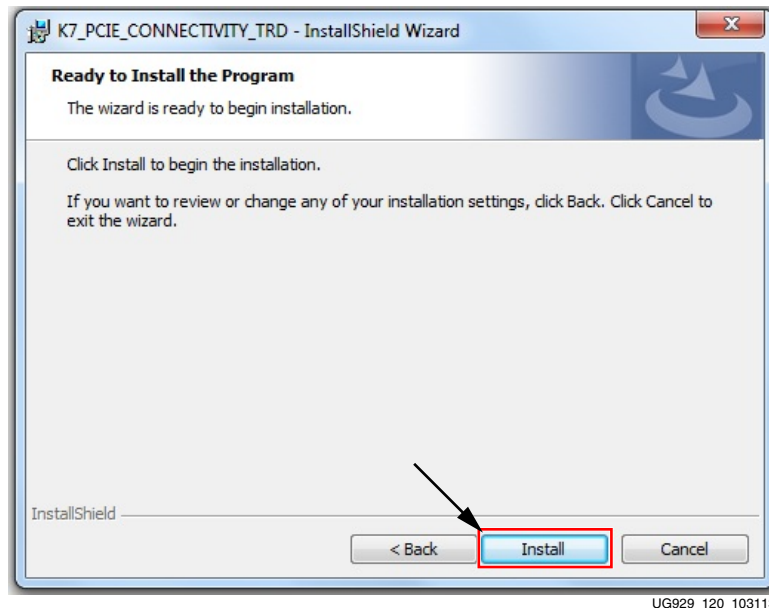 K7_PCIE_CONNECTIVITY_TRD - InstallShield Wizard
Ready to Install the Program
The wizard is ready to begin installation.
Click Install to begin the installation.
If you want to review or change any of your installation settings, click Back. Click Cancel to
exit the wizard.
InstallShield
< Back Install Cancel
UG929_120_10311